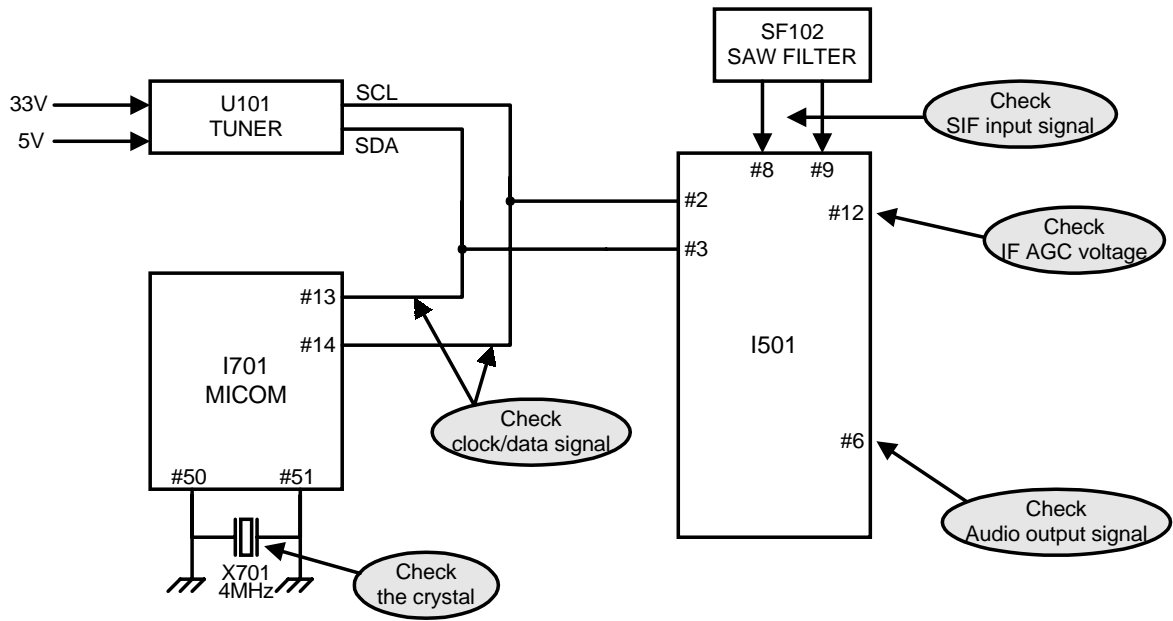 SF102
SAW FILTER
33V
5V
U101
TUNER
SCL
SDA
Check
SIF input signal
#8
#9
#2
#12
#3
Check
IF AGC voltage
#13
#14
I701
MICOM
I501
Check
clock/data signal
#6
#50
#51
Check
Audio output signal
X701
4MHz
Check
the crystal